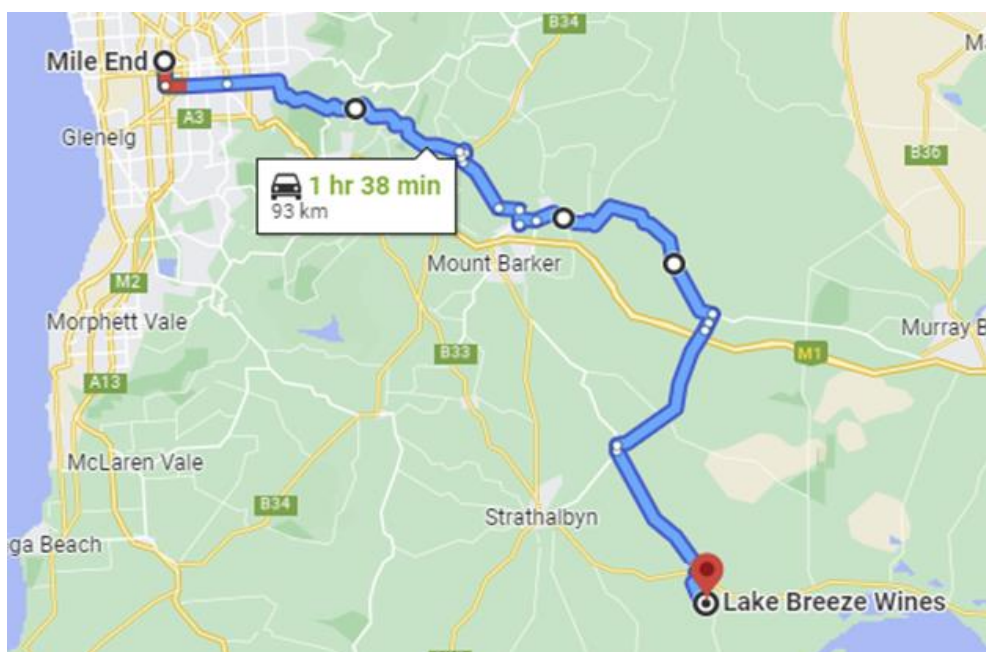 B34
Ma
Mile End
A3
Glenelg
B36
1 hr 38 min
93 km
Mount Barker
M2
Morphett Vale
Murray B
M1
B33
A13
McLaren Vale
B34
Strathalbyn
ga Beach
Lake Breeze Wines